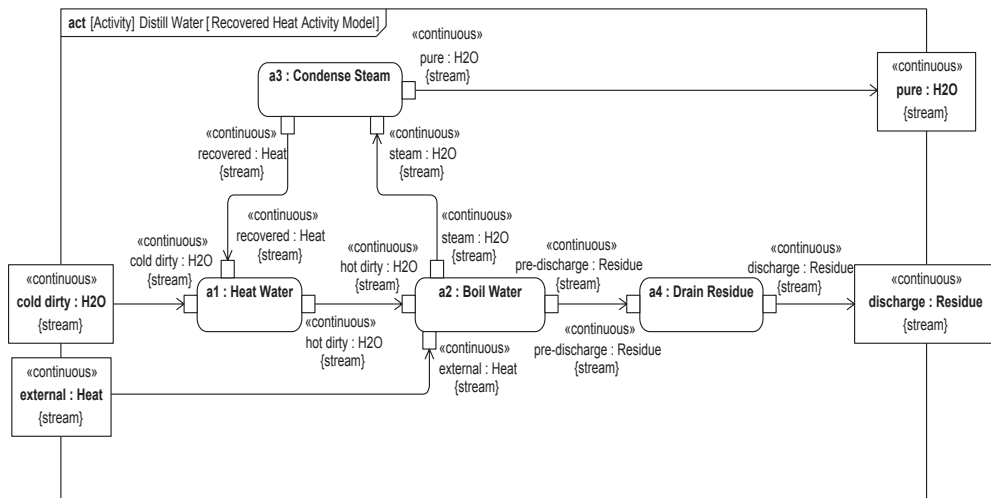 act [Activity] Distill Water [Recovered Heat Activity Model]
«continuous»
pure : H2O
{stream}
a3 : Condense Steam
«continuous»
pure : H2O
{stream}
«continuous»
recovered : Heat
{stream}
«continuous»
steam : H2O
{stream}
«continuous»
recovered : Heat
{stream}
«continuous»
steam : H2O
{stream}
«continuous»
cold dirty : H2O
{stream}
«continuous»
hot dirty : H2O
{stream}
«continuous»
pre-discharge : Residue
{stream}
«continuous»
discharge : Residue
{stream}
«continuous»
cold dirty : H2O
{stream}
a1 : Heat Water
a2 : Boil Water
a4 : Drain Residue
«continuous»
discharge : Residue
{stream}
«continuous»
hot dirty : H2O
{stream}
«continuous»
external : Heat
{stream}
«continuous»
pre-discharge : Residue
{stream}
«continuous»
external : Heat
{stream}